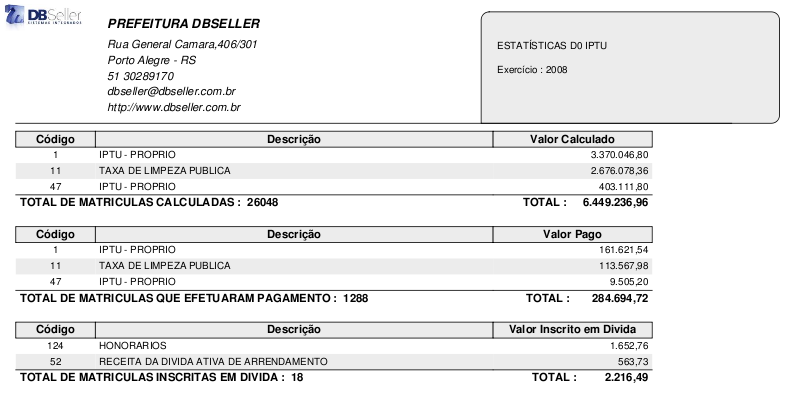 DBSeller
SISTEMAS INTEGRADOS
PREFEITURA DBSELLER
Rua General Camara,406/301
Porto Alegre - RS
51 30289170
dbseller@dbseller.com.br
http://www.dbseller.com.br
ESTATÍSTICAS D0 IPTU
Exercício : 2008
Código Descrição Valor Calculado
1 IPTU - PROPRIO 3.370.046,80
11 TAXA DE LIMPEZA PUBLICA 2.676.078,36
47 IPTU - PROPRIO 403.111,80
TOTAL DE MATRICULAS CALCULADAS : 26048 TOTAL : 6.449.236,96
Código Descrição Valor Pago
1 IPTU - PROPRIO 161.621,54
11 TAXA DE LIMPEZA PUBLICA 113.567,98
47 IPTU - PROPRIO 9.505,20
TOTAL DE MATRICULAS QUE EFETUARAM PAGAMENTO : 1288 TOTAL : 284.694,72
Código Descrição Valor Inscrito em Divida
124 HONORARIOS 1.652,76
52 RECEITA DA DIVIDA ATIVA DE ARRENDAMENTO 563,73
TOTAL DE MATRICULAS INSCRITAS EM DIVIDA : 18 TOTAL : 2.216,49